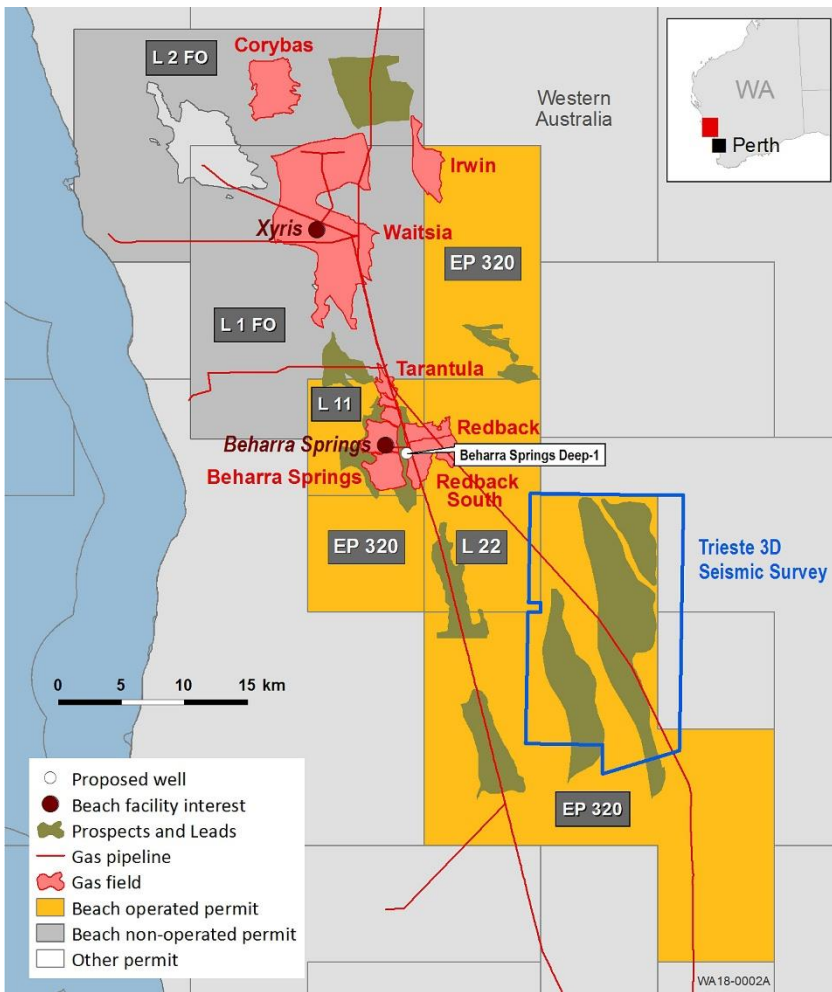 Corybas
L 2 FO
Western
Australia
WA
Perth
Irwin
Xyris
Waitsia
EP 320
L 1 FO
Tarantula
L 11
Redback
Beharra Springs
Beharra Springs Deep-1
Beharra Springs
Redback
South
EP 320
L 22
Trieste 3D
Seismic Survey
0 5 10 15 km
Proposed well
Beach facility interest
Prospects and Leads
Gas pipeline
Gas field
Beach operated permit
Beach non-operated permit
Other permit
EP 320
WA18-0002A